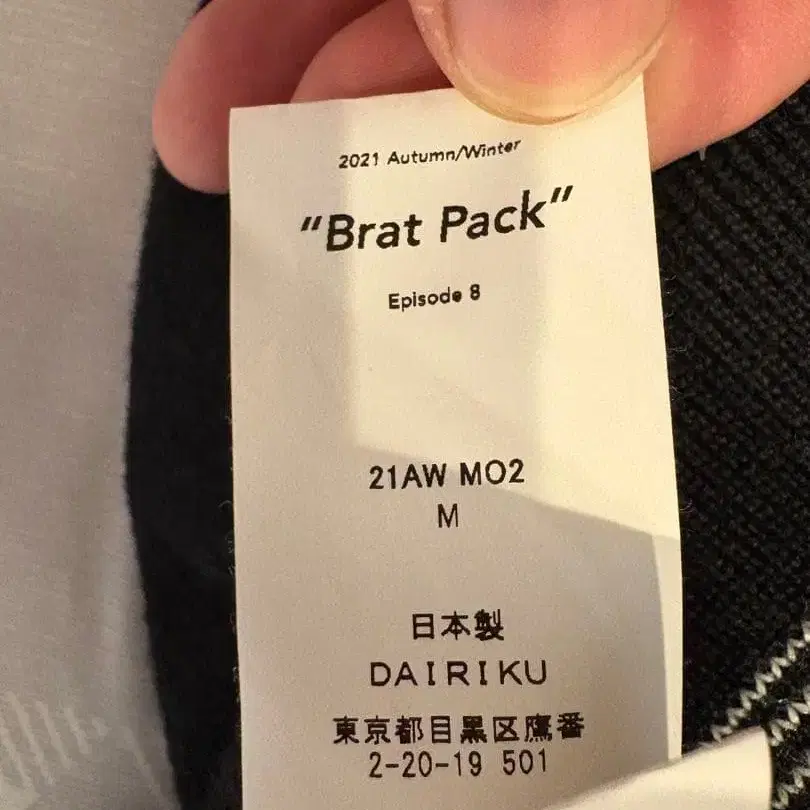 2021 Autumn/Winter
“Brat Pack”
Episode 8
21AW MO2
M
日本製
DAIRIKU
東京都目黒区鷹番
2-20-19 501